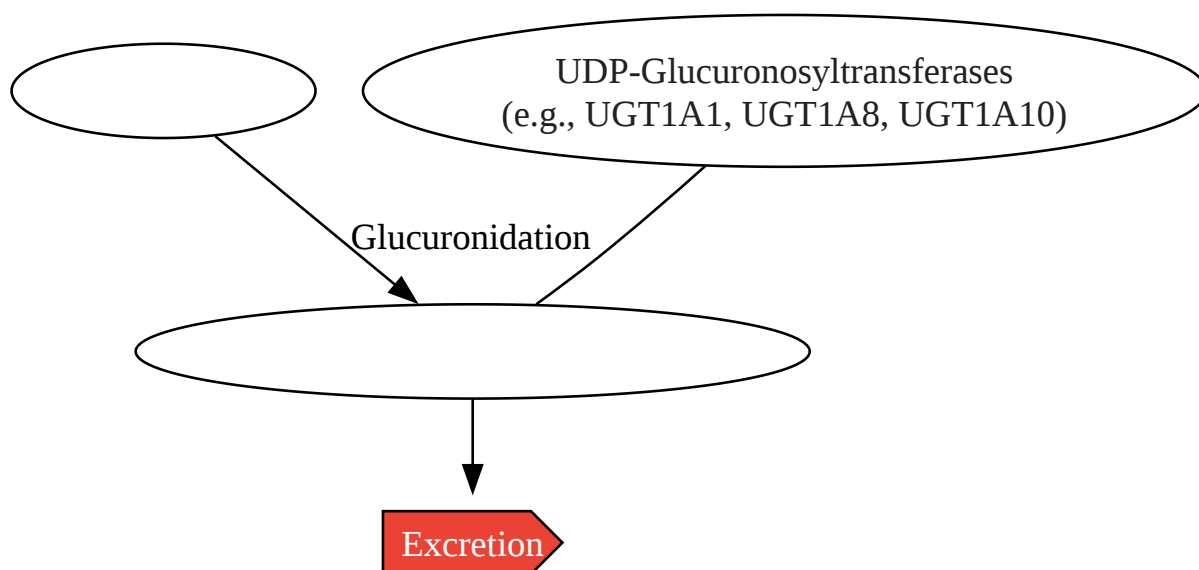 UDP-Glucuronosyltransferases
(e.g., UGT1A1, UGT1A8, UGT1A10)
Glucuronidation
Excretion